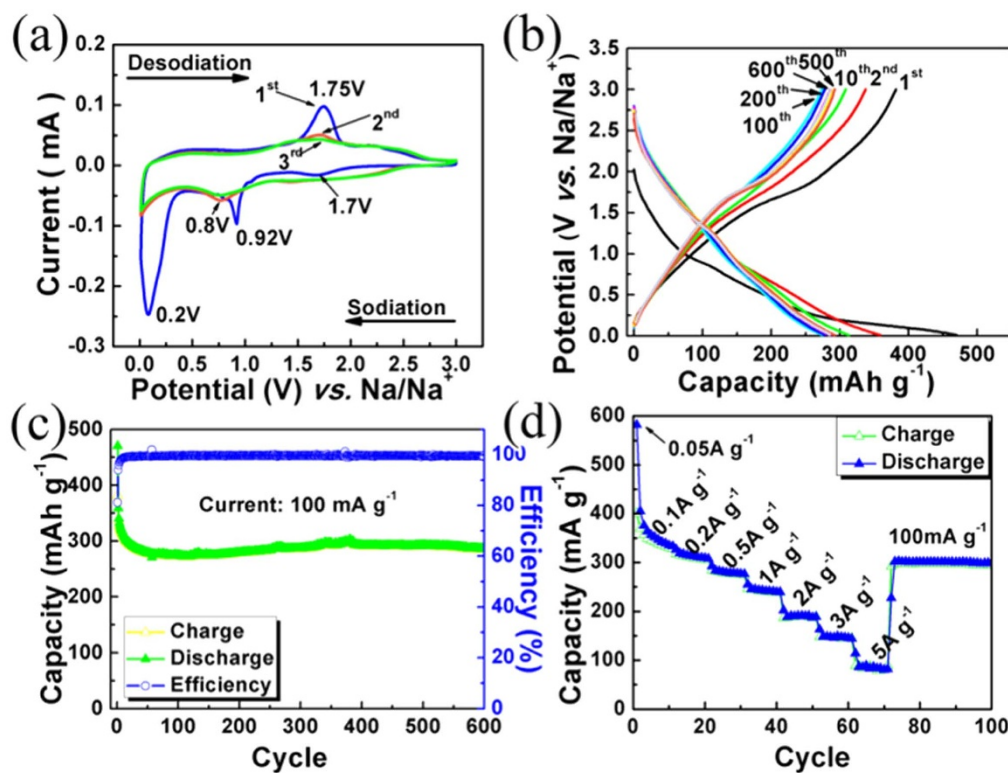 (a)
0.2
0.1
0.0
-0.1
-0.2
-0.3
Current ( mA)
Desodiation
1st
1.75V
2nd
3rd
1.7V
0.8V
0.92V
0.2V
Sodiation
0.0 0.5 1.0 1.5 2.0 2.5 3.0
Potential (V) vs. Na/Na+
(b)
3.5
3.0
2.5
2.0
1.5
1.0
0.5
0.0
Potential (V vs. Na/Na+)
600th 500th
200th 10th 2nd 1st
100th
0 100 200 300 400 500
Capacity (mAh g-1)
(c)
500
400
300
200
100
0
Capacity (mAh g-1)
Current: 100 mA g-1
Charge
Discharge
Efficiency
100
80
60
40
20
0
Efficiency (%)
0 100 200 300 400 500 600
Cycle
(d)
600
500
400
300
200
100
0
Capacity (mA g-1)
Charge
Discharge
0.05A g-1
0.1A g-1
0.2A g-1
0.5A g-1
1A g-1
2A g-1
3A g-1
5A g-1
100mA g-1
0 20 40 60 80 100
Cycle